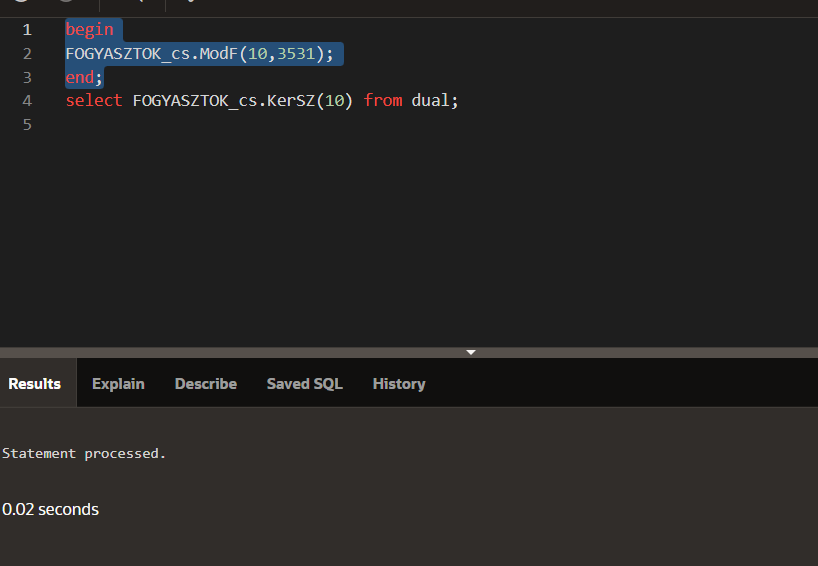 1 begin
2 FOGYASZTOK_cs.ModF(10,3531);
3 end;
4 select FOGYASZTOK_cs.KerSZ(10) from dual;
5
Results Explain Describe Saved SQL History
Statement processed.
0.02 seconds